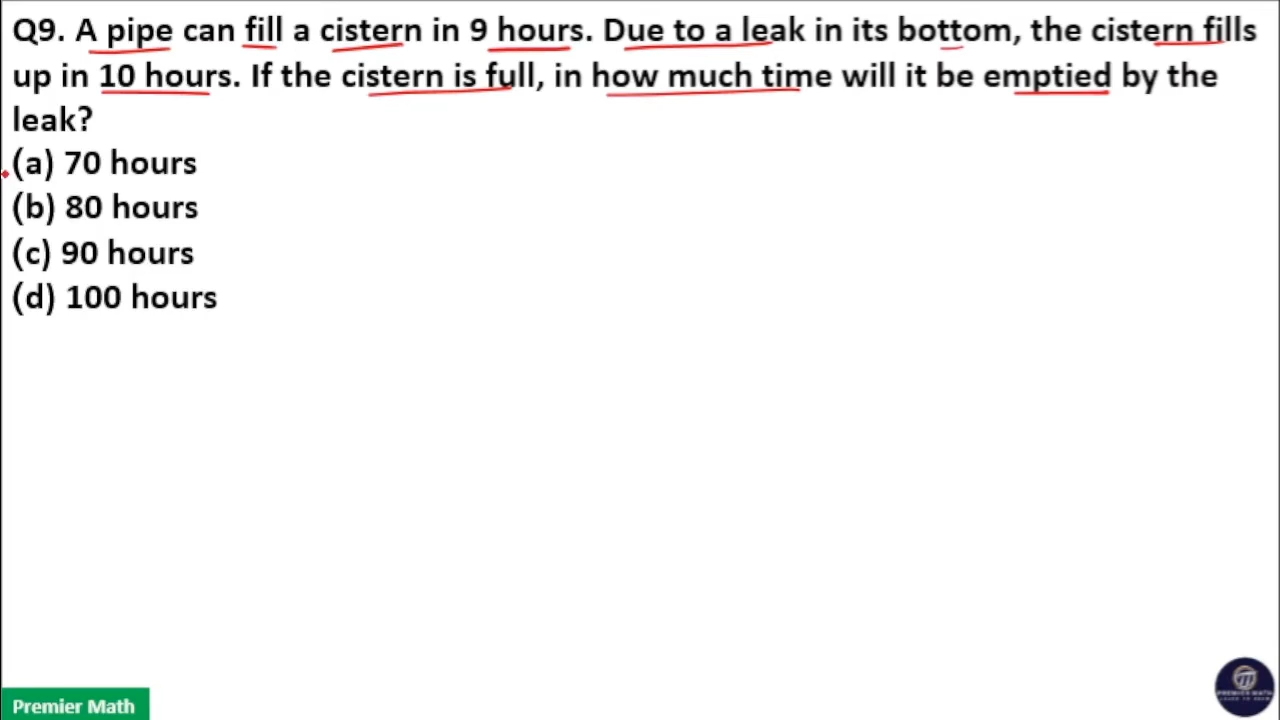 Q9. A pipe can fill a cistern in 9 hours. Due to a leak in its bottom, the cistern fills
up in 10 hours. If the cistern is full, in how much time will it be emptied by the
leak?
(a) 70 hours
(b) 80 hours
(c) 90 hours
(d) 100 hours
Premier Math
PREMIER MATH